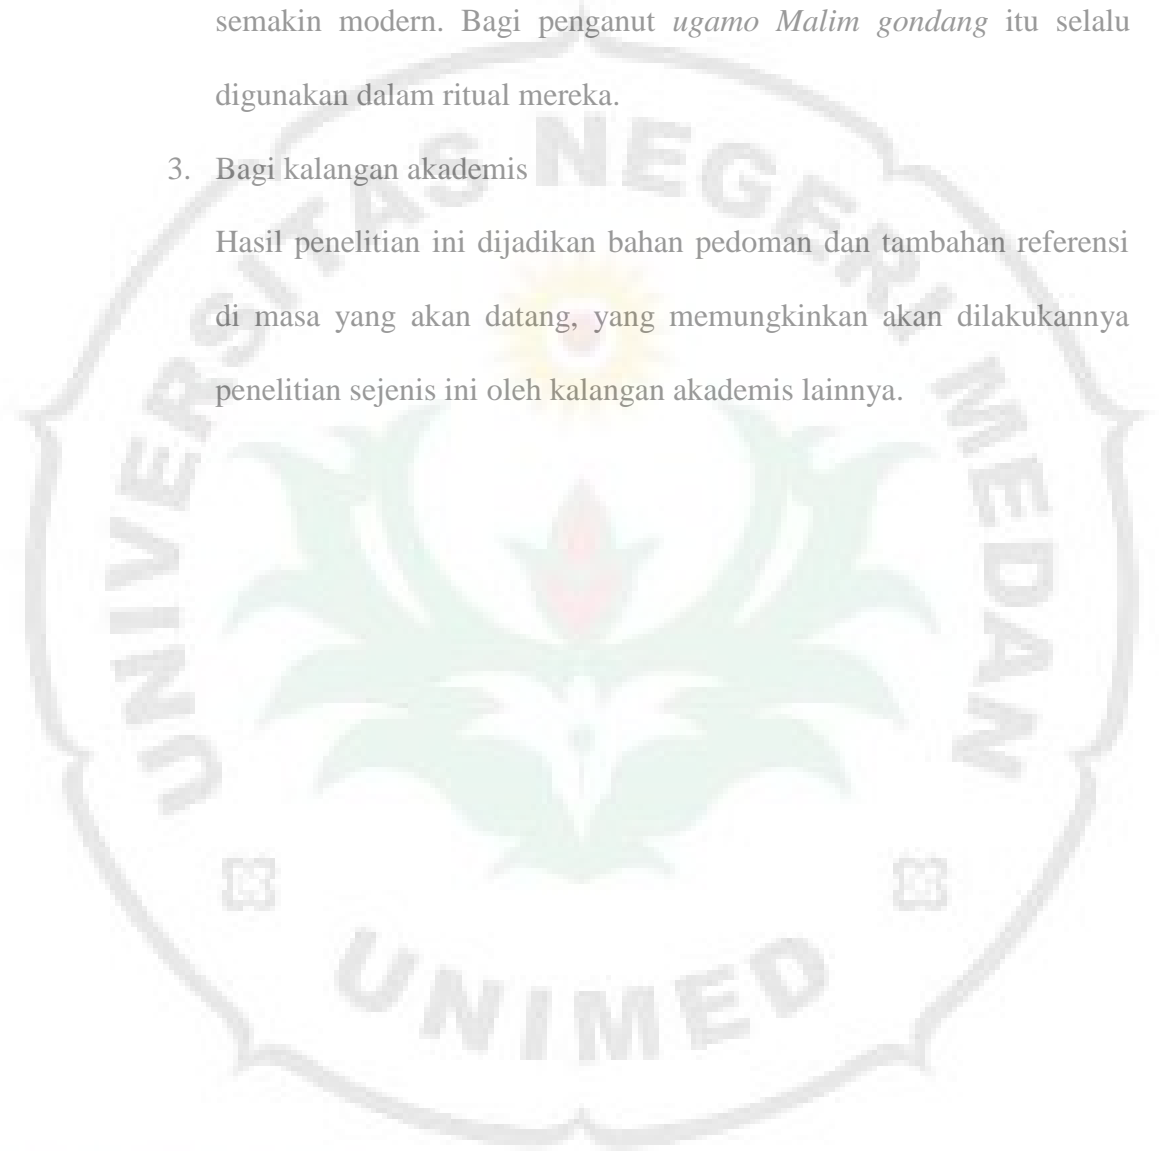 semakin modern. Bagi penganut ugamo Malim gondang itu selalu
digunakan dalam ritual mereka.
3. Bagi kalangan akademis
Hasil penelitian ini dijadikan bahan pedoman dan tambahan referensi
di masa yang akan datang, yang memungkinkan akan dilakukannya
penelitian sejenis ini oleh kalangan akademis lainnya.
UNIVERSITAS NEGERI MEDAN
UNIMED